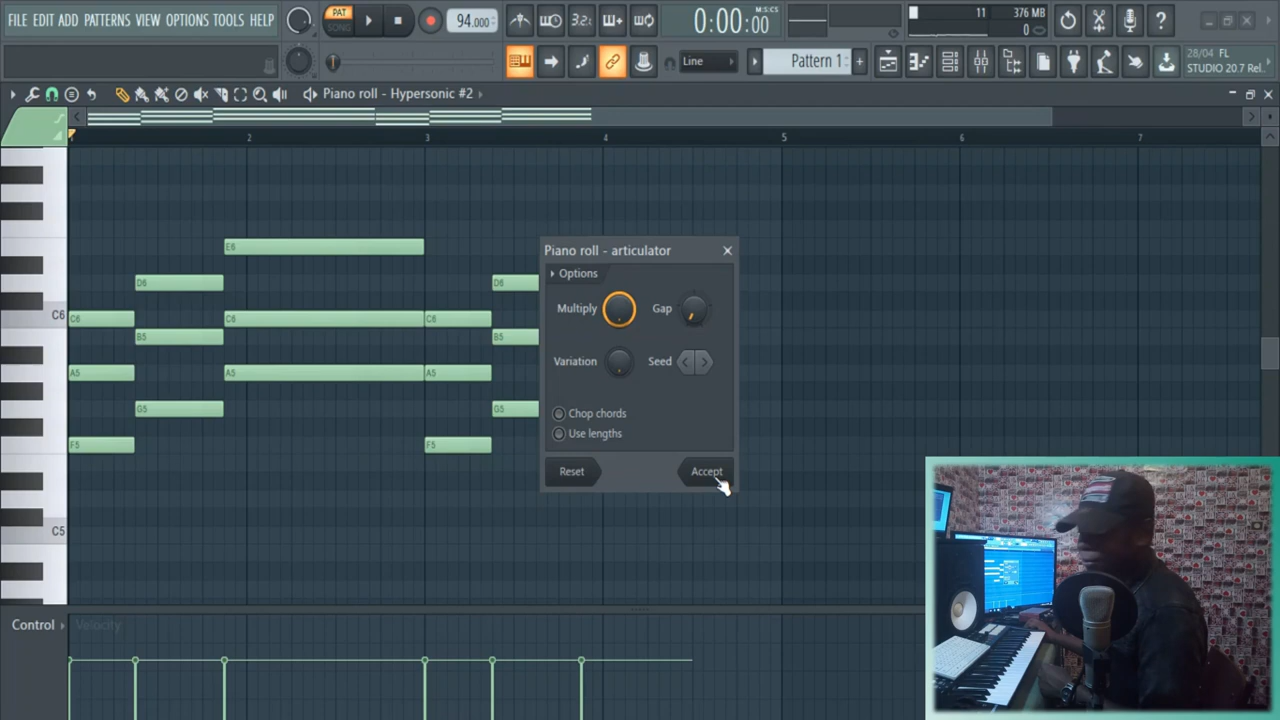 FILE EDIT ADD PATTERNS VIEW OPTIONS TOOLS HELP
PAT
SONG
94.000
3.2:
0:00:00
M:S:CS
11
376 MB
0
Line
Pattern 1
28/04 FL
STUDIO 20.7 Rel..
Piano roll - Hypersonic #2
2
3
4
5
6
7
C6
C5
E6
D6
D6
C6
C6
C6
B5
B5
A5
A5
A5
G5
G5
F5
F5
Piano roll - articulator
Options
Multiply
Gap
Variation
Seed
Chop chords
Use lengths
Reset
Accept
Control
Velocity